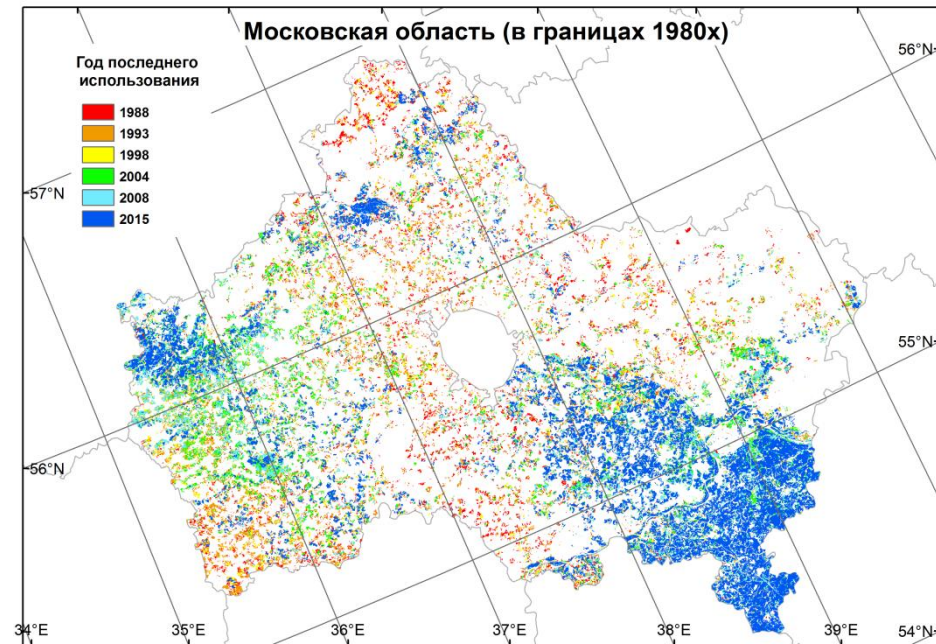 Московская область (в границах 1980х)
56°N
Год последнего
использования
1988
1993
1998
2004
2008
2015
57°N
55°N
56°N
34°E
35°E
36°E
37°E
38°E
39°E
54°N